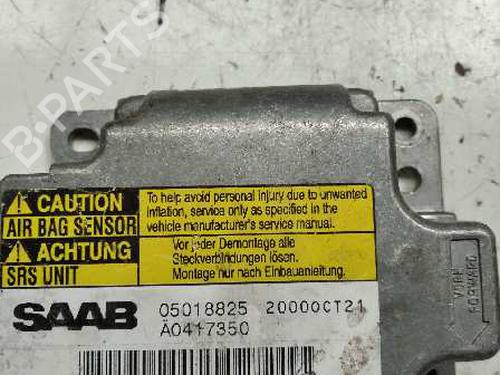 B-PARTS
CAUTION
AIR BAG SENSOR
To help avoid personal injury due to unwanted
inflation, service only as specified in the
vehicle manufacturer's service manual.
ACHTUNG
SRS UNIT
Vor jeder Demontage alle
Steckverbindungen lösen.
Montage nur nach Einbauanleitung.
SAAB
05018825 20000CT21
A0417350
FORWARD